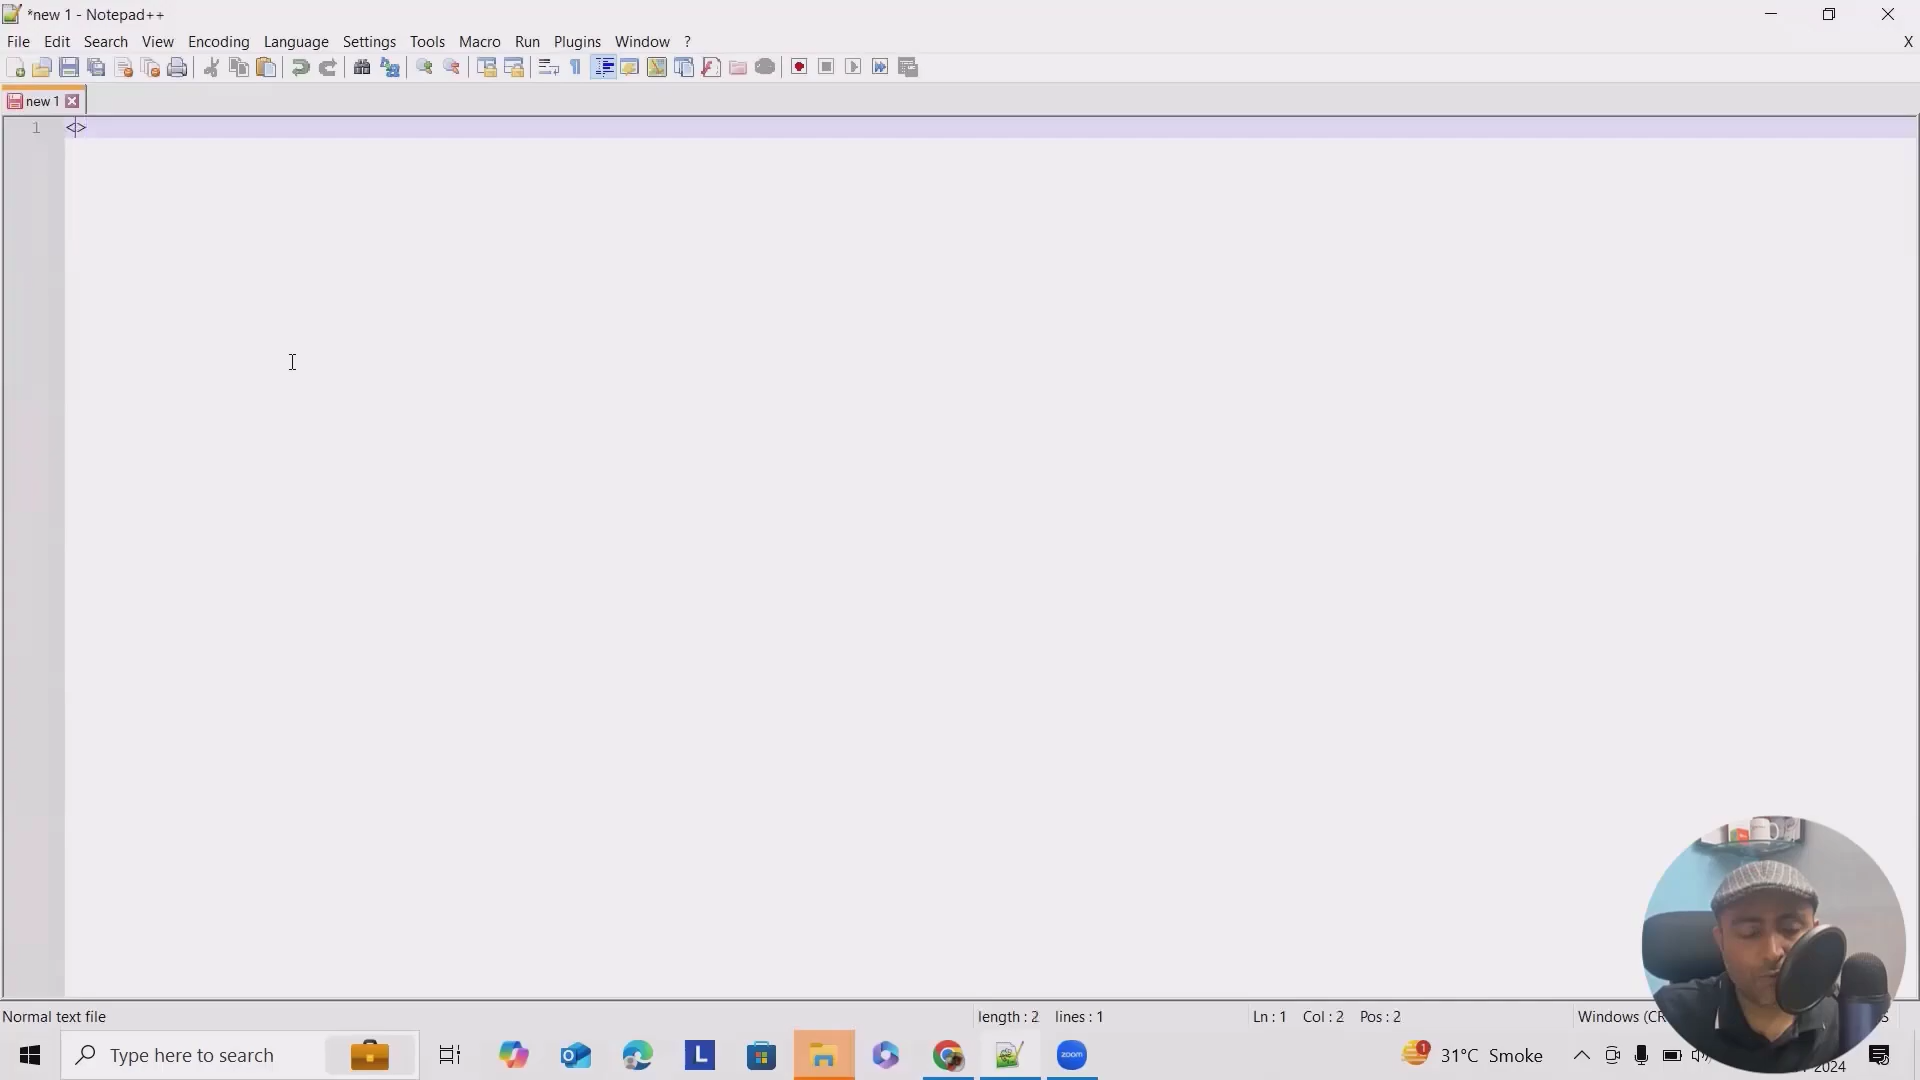 *new 1 - Notepad++
File Edit Search View Encoding Language Settings Tools Macro Run Plugins Window ? X
new 1
1 <>
Normal text file length : 2 lines : 1 Ln : 1 Col : 2 Pos : 2 Windows (CR S
Type here to search L zoom 1 31°C Smoke 2024